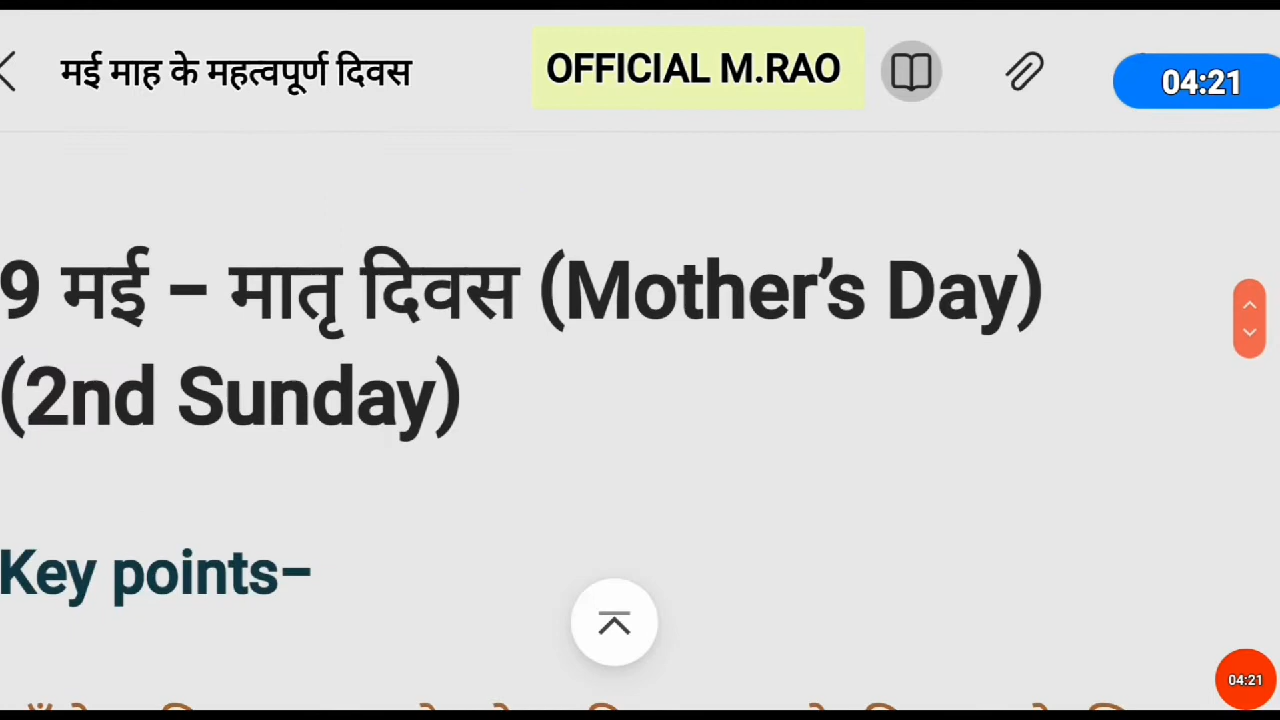 मई माह के महत्वपूर्ण दिवस
OFFICIAL M.RAO
04:21
9 मई – मातृ दिवस (Mother’s Day)
(2nd Sunday)
Key points–
04:21